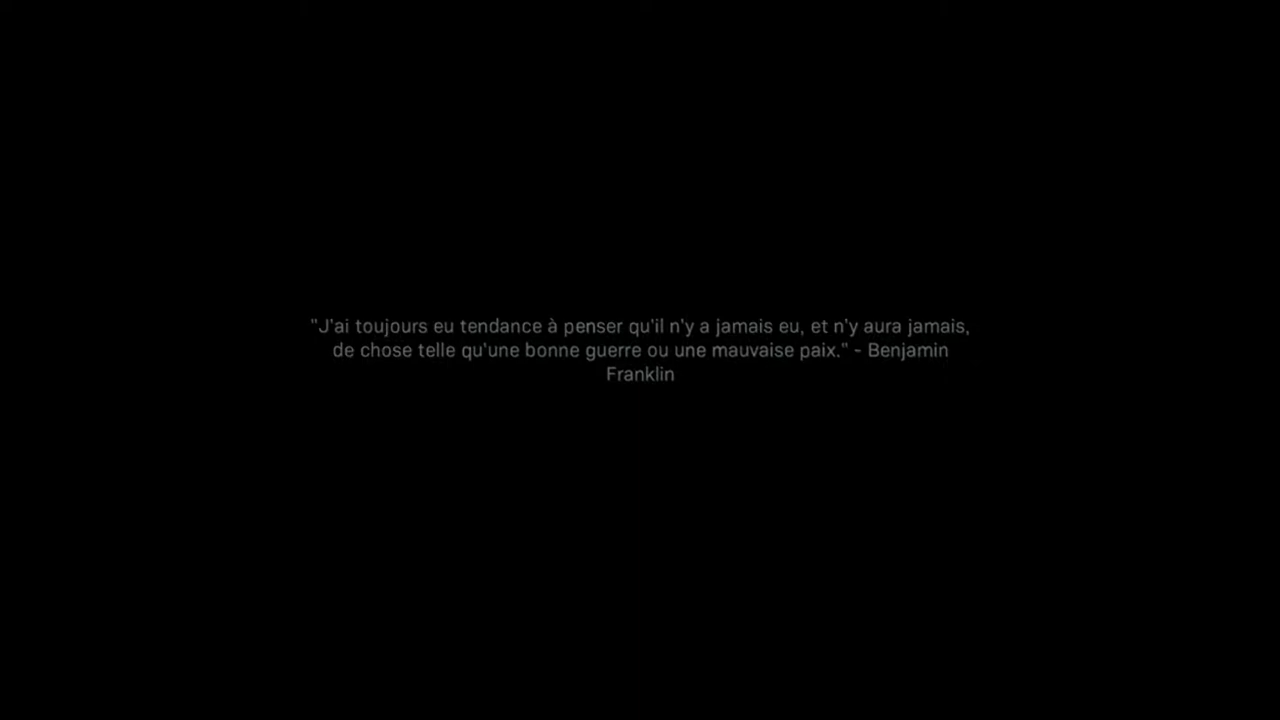 "J'ai toujours eu tendance à penser qu'il n'y a jamais eu, et n'y aura jamais,
de chose telle qu'une bonne guerre ou une mauvaise paix." - Benjamin
Franklin